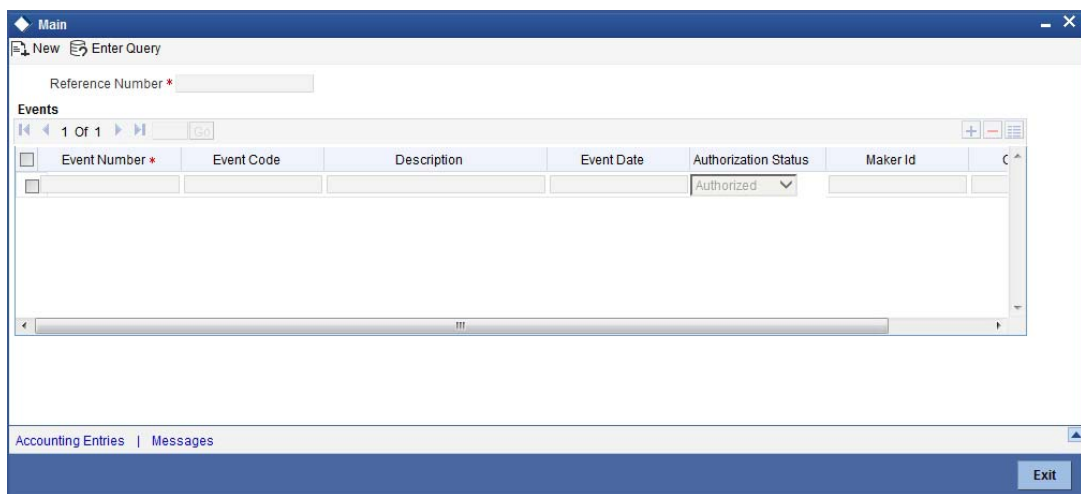 Main
New Enter Query
Reference Number *
Events
1 Of 1 Go
Event Number * Event Code Description Event Date Authorization Status Maker Id
Authorized
Accounting Entries | Messages
Exit